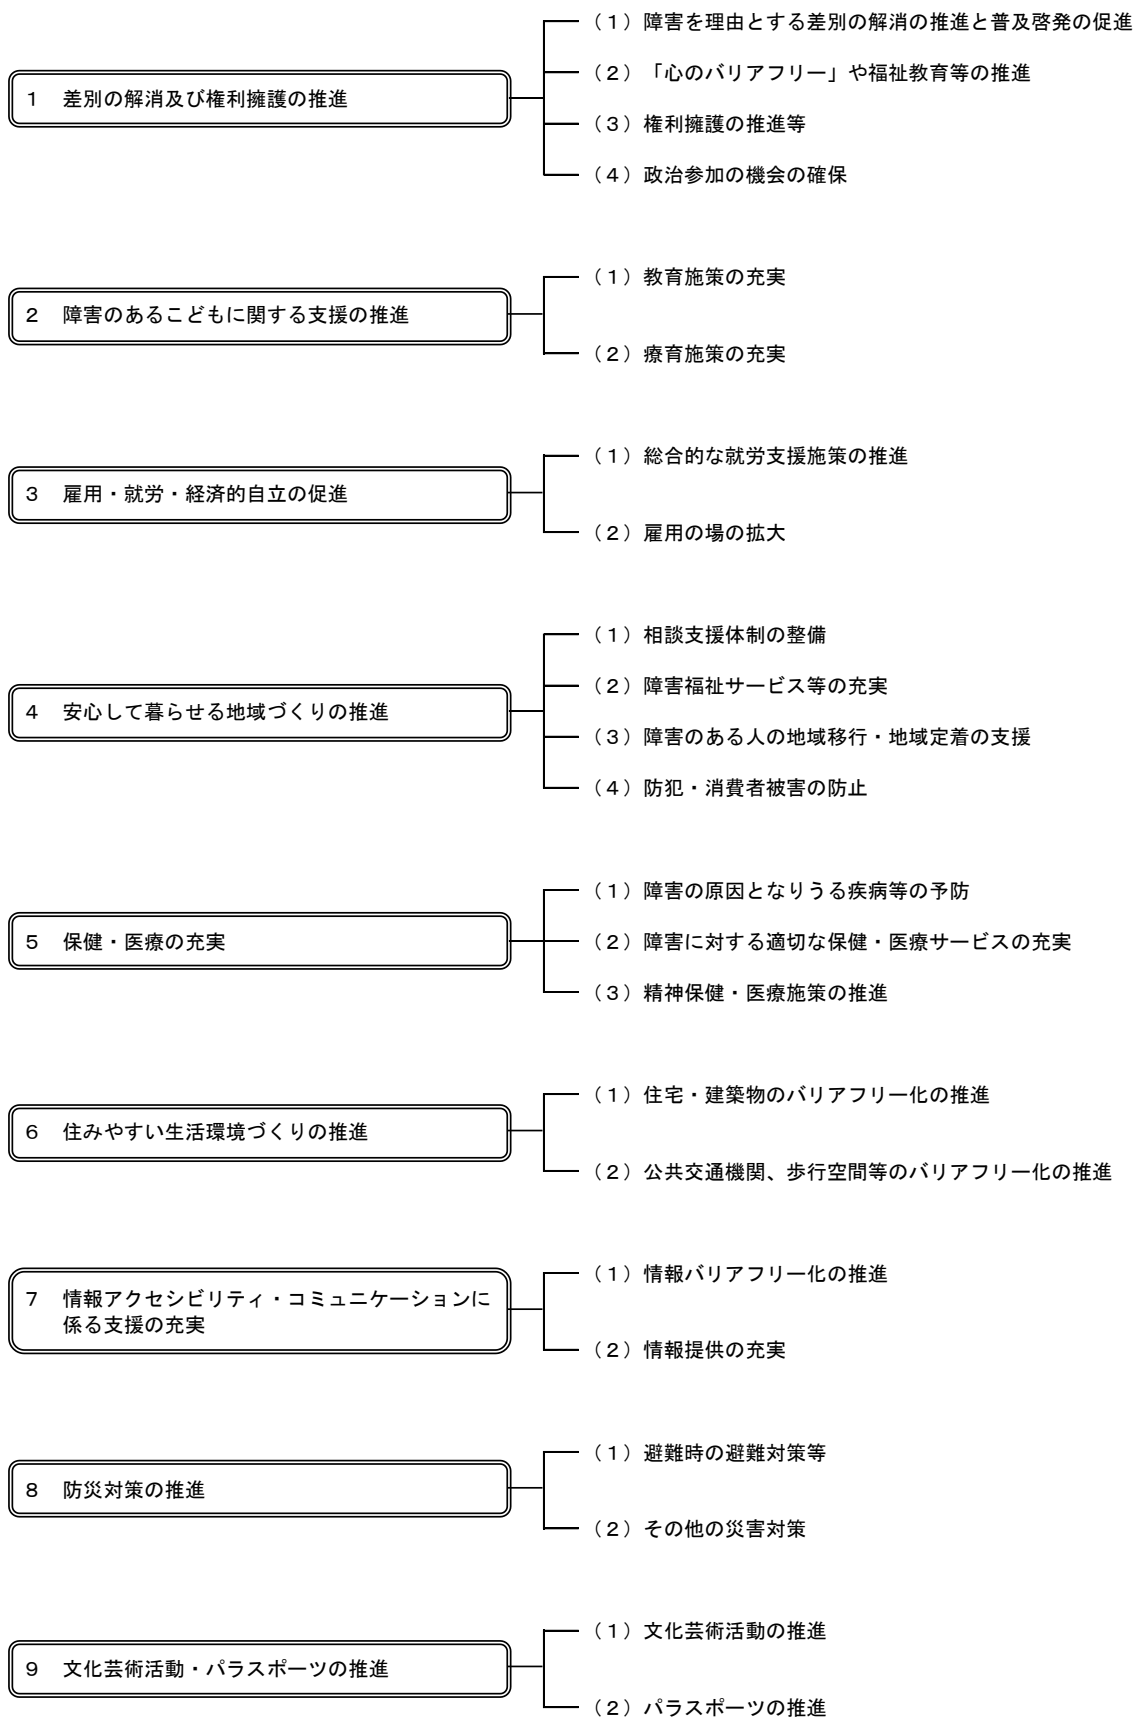 1 差別の解消及び権利擁護の推進
（1）障害を理由とする差別の解消の推進と普及啓発の促進
（2）「心のバリアフリー」や福祉教育等の推進
（3）権利擁護の推進等
（4）政治参加の機会の確保
2 障害のあるこどもに関する支援の推進
（1）教育施策の充実
（2）療育施策の充実
3 雇用・就労・経済的自立の促進
（1）総合的な就労支援施策の推進
（2）雇用の場の拡大
4 安心して暮らせる地域づくりの推進
（1）相談支援体制の整備
（2）障害福祉サービス等の充実
（3）障害のある人の地域移行・地域定着の支援
（4）防犯・消費者被害の防止
5 保健・医療の充実
（1）障害の原因となりうる疾病等の予防
（2）障害に対する適切な保健・医療サービスの充実
（3）精神保健・医療施策の推進
6 住みやすい生活環境づくりの推進
（1）住宅・建築物のバリアフリー化の推進
（2）公共交通機関、歩行空間等のバリアフリー化の推進
7 情報アクセシビリティ・コミュニケーションに
係る支援の充実
（1）情報バリアフリー化の推進
（2）情報提供の充実
8 防災対策の推進
（1）避難時の避難対策等
（2）その他の災害対策
9 文化芸術活動・パラスポーツの推進
（1）文化芸術活動の推進
（2）パラスポーツの推進